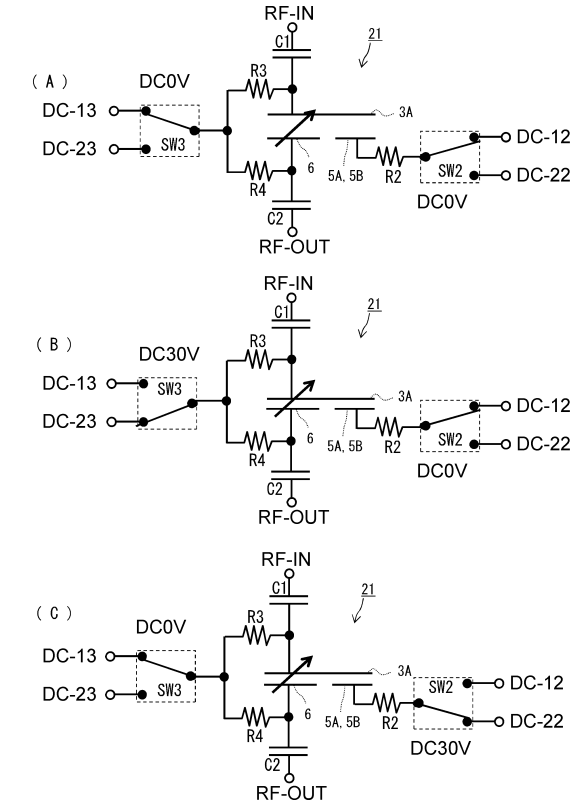 RF-IN
C1
21
( A )
DC0V
R3
DC-13
3A
SW3
DC-12
DC-23
6
5A, 5B
R2
SW2
DC-22
R4
DC0V
C2
RF-OUT
RF-IN
C1
21
( B )
DC30V
R3
DC-13
SW3
3A
DC-12
DC-23
6
5A, 5B
R2
SW2
DC-22
R4
DC0V
C2
RF-OUT
RF-IN
C1
21
( C )
DC0V
R3
DC-13
3A
SW2
DC-12
SW3
DC-23
6
5A, 5B
R2
DC-22
R4
DC30V
C2
RF-OUT